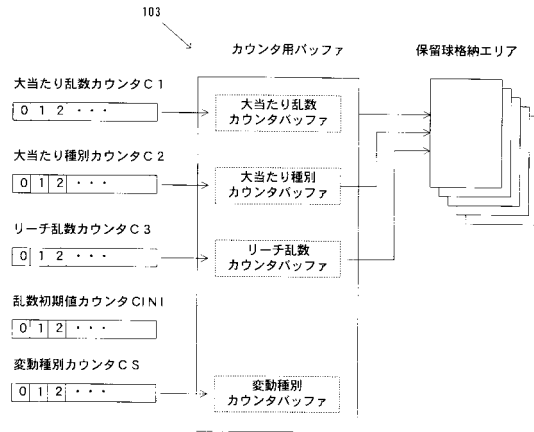 103
カウンタ用バッファ
保留球格納エリア
大当たり乱数カウンタC1
0 1 2 ・・・
大当たり乱数
カウンタバッファ
大当たり種別カウンタC2
0 1 2 ・・・
大当たり種別
カウンタバッファ
リーチ乱数カウンタC3
0 1 2 ・・・
リーチ乱数
カウンタバッファ
乱数初期値カウンタCINI
0 1 2 ・・・
変動種別カウンタCS
0 1 2 ・・・
変動種別
カウンタバッファ